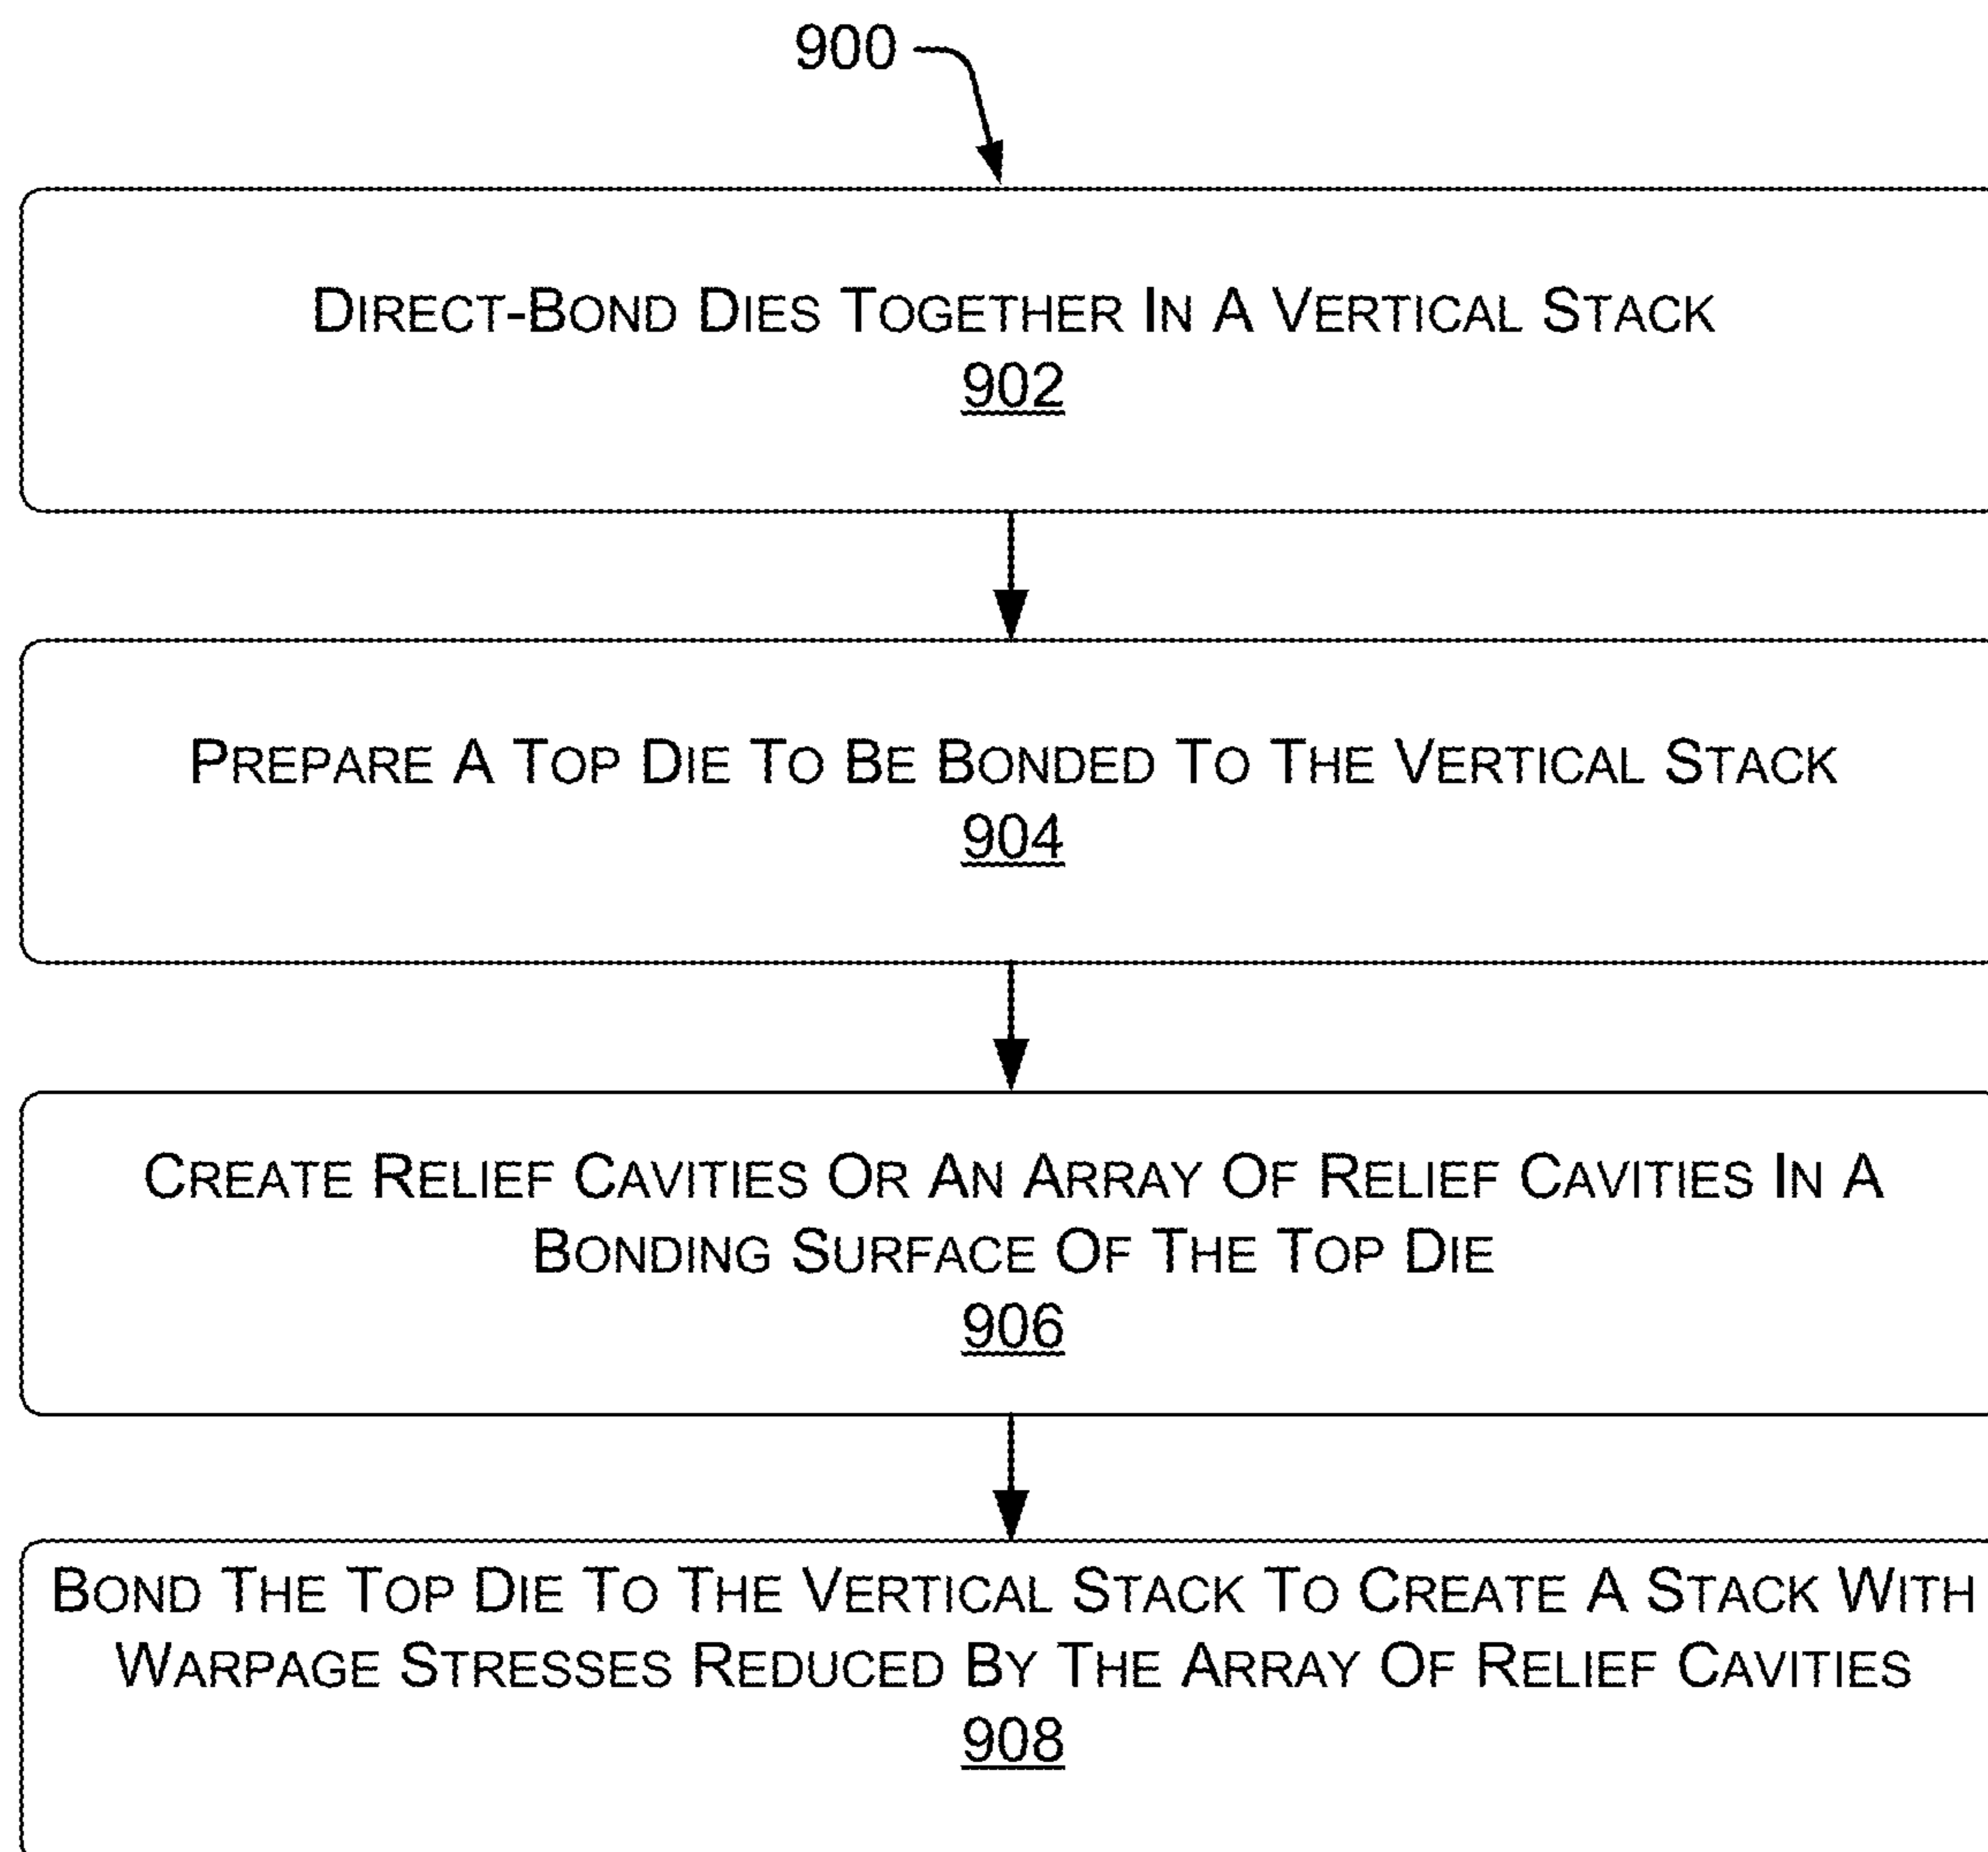 900
DIRECT-BOND DIES TOGETHER IN A VERTICAL STACK
902
PREPARE A TOP DIE TO BE BONDED TO THE VERTICAL STACK
904
CREATE RELIEF CAVITIES OR AN ARRAY OF RELIEF CAVITIES IN A
BONDING SURFACE OF THE TOP DIE
906
BOND THE TOP DIE TO THE VERTICAL STACK TO CREATE A STACK WITH
WARPAGE STRESSES REDUCED BY THE ARRAY OF RELIEF CAVITIES
908